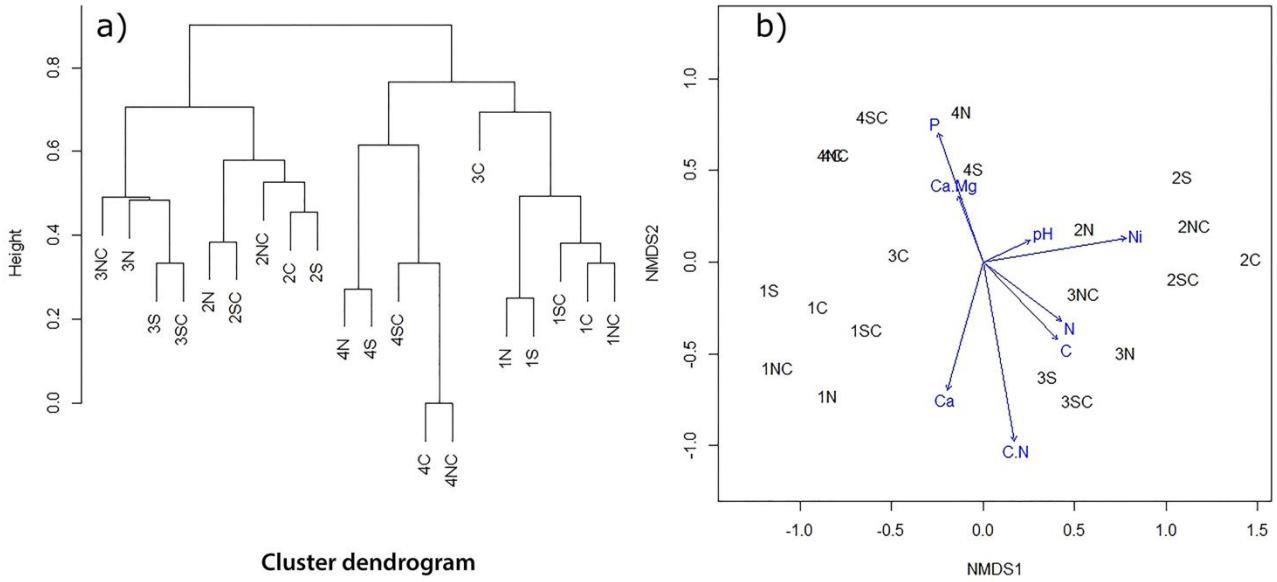 a)
Height
0.8
0.6
0.4
0.2
0.0
3NC
3N
3S
3SC
2N
2SC
2NC
2C
2S
4N
4S
4SC
4C
4NC
3C
1N
1S
1SC
1C
1NC
Cluster dendrogram
b)
NMDS2
1.0
0.5
0.0
-0.5
-1.0
4SC
P
4N
4NC
4C
4S
Ca.Mg
2S
pH
2N
Ni
2NC
3C
2C
2SC
1S
1C
3NC
1SC
N
C
1NC
3N
1N
3S
Ca
3SC
C.N
-1.0 -0.5 0.0 0.5 1.0 1.5
NMDS1